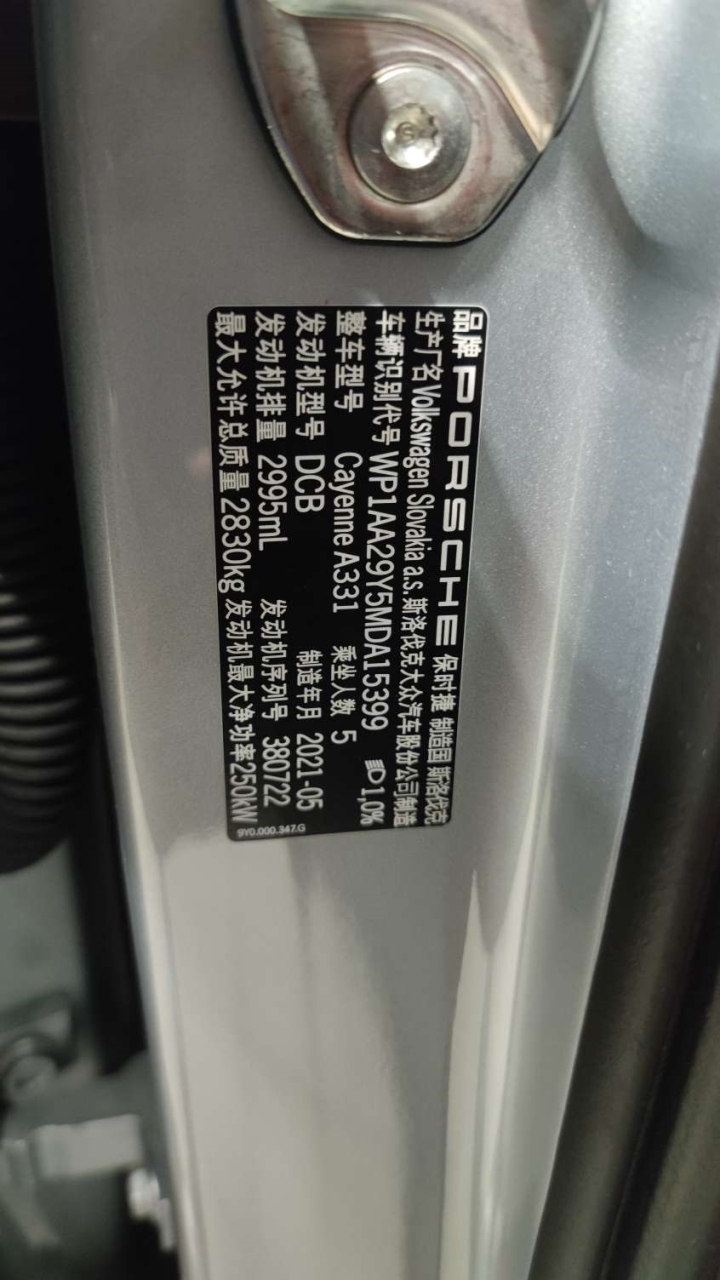 品牌 PORSCHE 保时捷 制造国 斯洛伐克
生产厂名 Volkswagen Slovakia a.s. 斯洛伐克大众汽车股份公司制造
车辆识别代号 WP1AA29Y5MDA15399 1,0%
整车型号 Cayenne A331 乘坐人数 5
发动机型号 DCB 制造年月 2021-05
发动机排量 2995mL 发动机序列号 380722
最大允许总质量 2830kg 发动机最大净功率250kW
9Y0.000.347.G